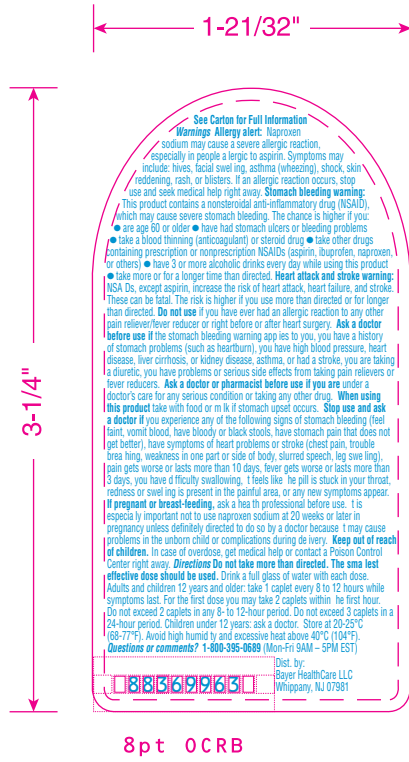 1-21/32"
3-1/4"
See Carton for Full Information
Warnings Allergy alert: Naproxen
sodium may cause a severe allergic reaction,
especially in people a lergic to aspirin. Symptoms may
include: hives, facial swel ing, asthma (wheezing), shock, skin
reddening, rash, or blisters. If an allergic reaction occurs, stop
use and seek medical help right away. Stomach bleeding warning:
This product contains a nonsteroidal anti-inflammatory drug (NSAID),
which may cause severe stomach bleeding. The chance is higher if you:
● are age 60 or older ● have had stomach ulcers or bleeding problems
● take a blood thinning (anticoagulant) or steroid drug ● take other drugs
containing prescription or nonprescription NSAIDs (aspirin, ibuprofen, naproxen,
or others) ● have 3 or more alcoholic drinks every day while using this product
● take more or for a longer time than directed. Heart attack and stroke warning:
NSA Ds, except aspirin, increase the risk of heart attack, heart failure, and stroke.
These can be fatal. The risk is higher if you use more than directed or for longer
than directed. Do not use if you have ever had an allergic reaction to any other
pain reliever/fever reducer or right before or after heart surgery. Ask a doctor
before use if the stomach bleeding warning app ies to you, you have a history
of stomach problems (such as heartburn), you have high blood pressure, heart
disease, liver cirrhosis, or kidney disease, asthma, or had a stroke, you are taking
a diuretic, you have problems or serious side effects from taking pain relievers or
fever reducers. Ask a doctor or pharmacist before use if you are under a
doctor's care for any serious condition or taking any other drug. When using
this product take with food or m lk if stomach upset occurs. Stop use and ask
a doctor if you experience any of the following signs of stomach bleeding (feel
faint, vomit blood, have bloody or black stools, have stomach pain that does not
get better), have symptoms of heart problems or stroke (chest pain, trouble
brea hing, weakness in one part or side of body, slurred speech, leg swe ling),
pain gets worse or lasts more than 10 days, fever gets worse or lasts more than
3 days, you have d fficulty swallowing, t feels like he pill is stuck in your throat,
redness or swel ing is present in the painful area, or any new symptoms appear.
If pregnant or breast-feeding, ask a hea th professional before use. t is
especia ly important not to use naproxen sodium at 20 weeks or later in
pregnancy unless definitely directed to do so by a doctor because t may cause
problems in the unborn child or complications during de ivery. Keep out of reach
of children. In case of overdose, get medical help or contact a Poison Control
Center right away. Directions Do not take more than directed. The sma lest
effective dose should be used. Drink a full glass of water with each dose.
Adults and children 12 years and older: take 1 caplet every 8 to 12 hours while
symptoms last. For the first dose you may take 2 caplets within he first hour.
Do not exceed 2 caplets in any 8- to 12-hour period. Do not exceed 3 caplets in a
24-hour period. Children under 12 years: ask a doctor. Store at 20-25°C
(68-77°F). Avoid high humid ty and excessive heat above 40°C (104°F).
Questions or comments? 1-800-395-0689 (Mon-Fri 9AM – 5PM EST)
Dist. by:
Bayer HealthCare LLC
Whippany, NJ 07981
88369963
8pt OCRB